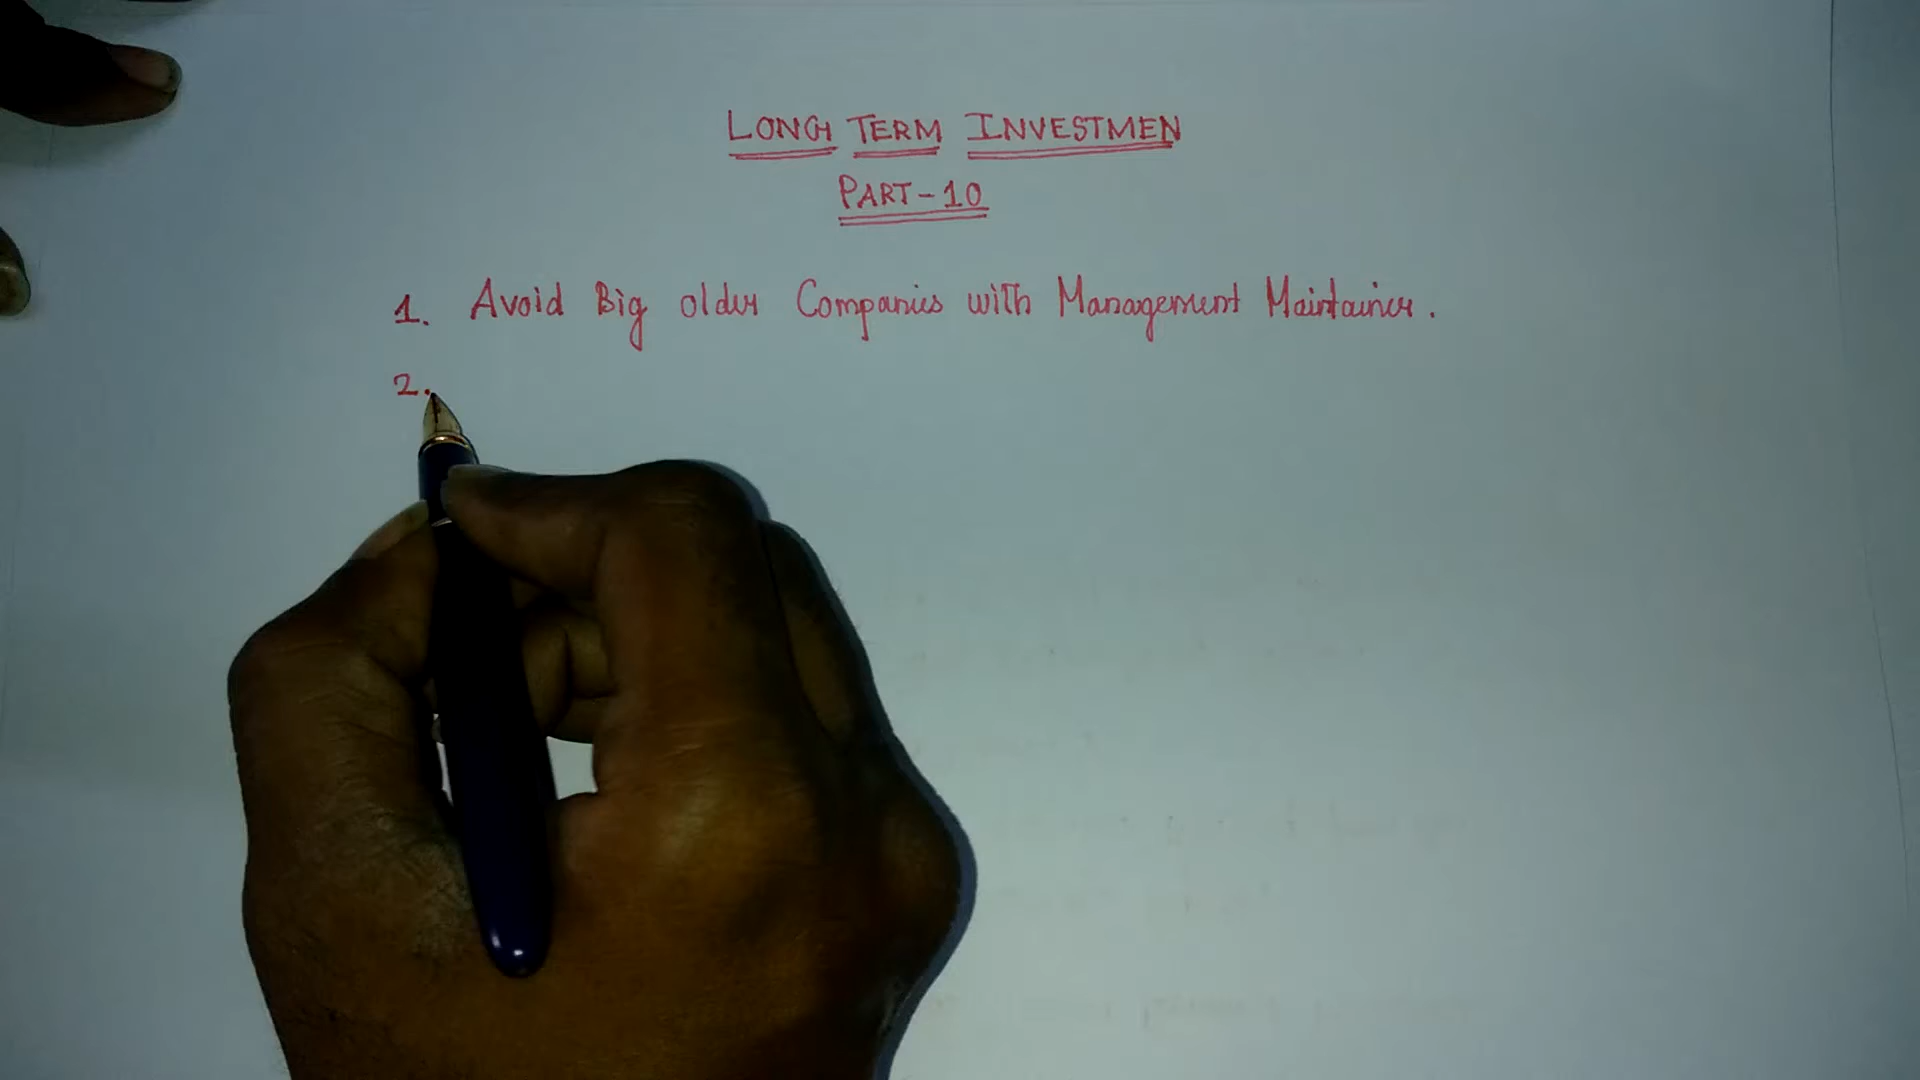 LONG TERM INVESTMEN
PART-10
1. Avoid Big older Companies with Management Maintainer.
2.